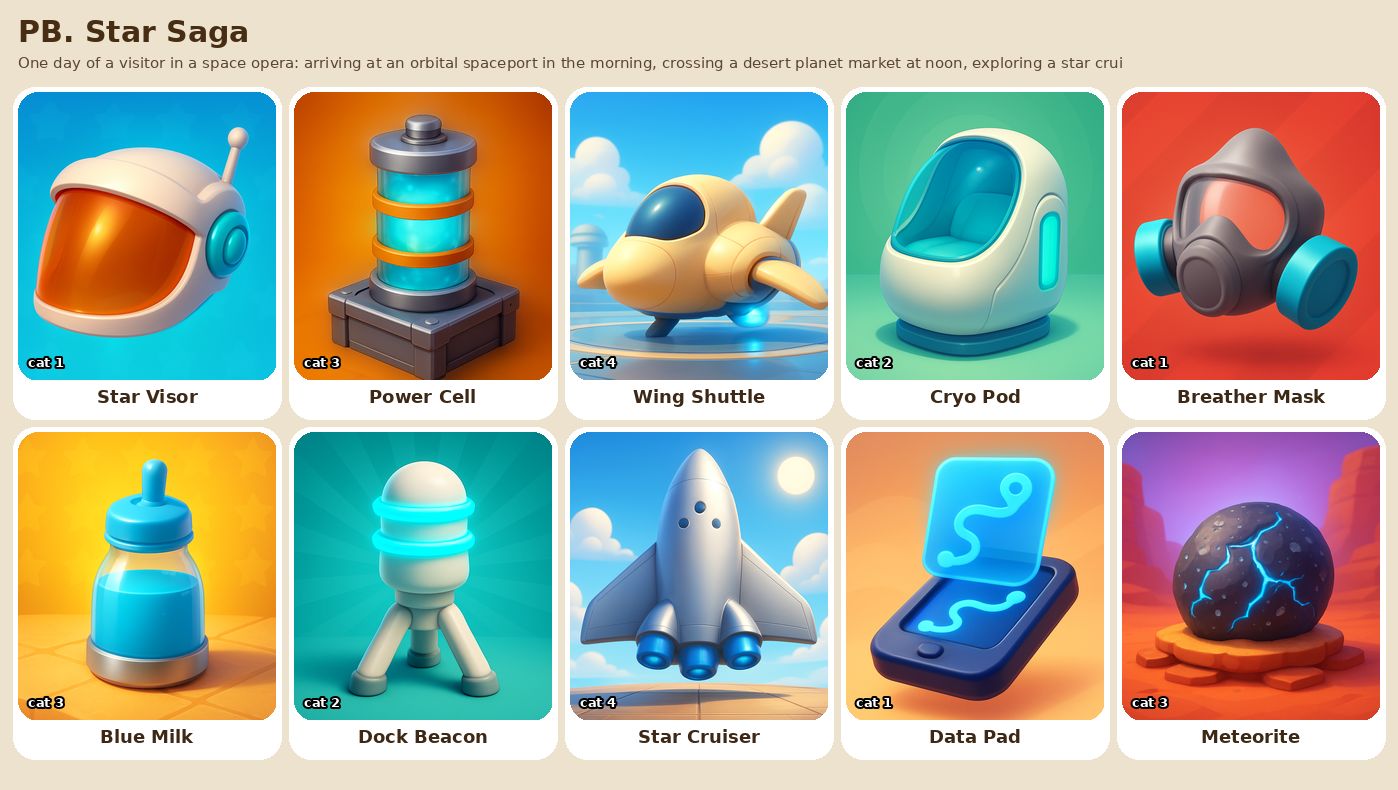 PB. Star Saga
One day of a visitor in a space opera: arriving at an orbital spaceport in the morning, crossing a desert planet market at noon, exploring a star crui
cat 1
Star Visor
cat 3
Power Cell
cat 4
Wing Shuttle
cat 2
Cryo Pod
cat 1
Breather Mask
cat 3
Blue Milk
cat 2
Dock Beacon
cat 4
Star Cruiser
cat 1
Data Pad
cat 3
Meteorite